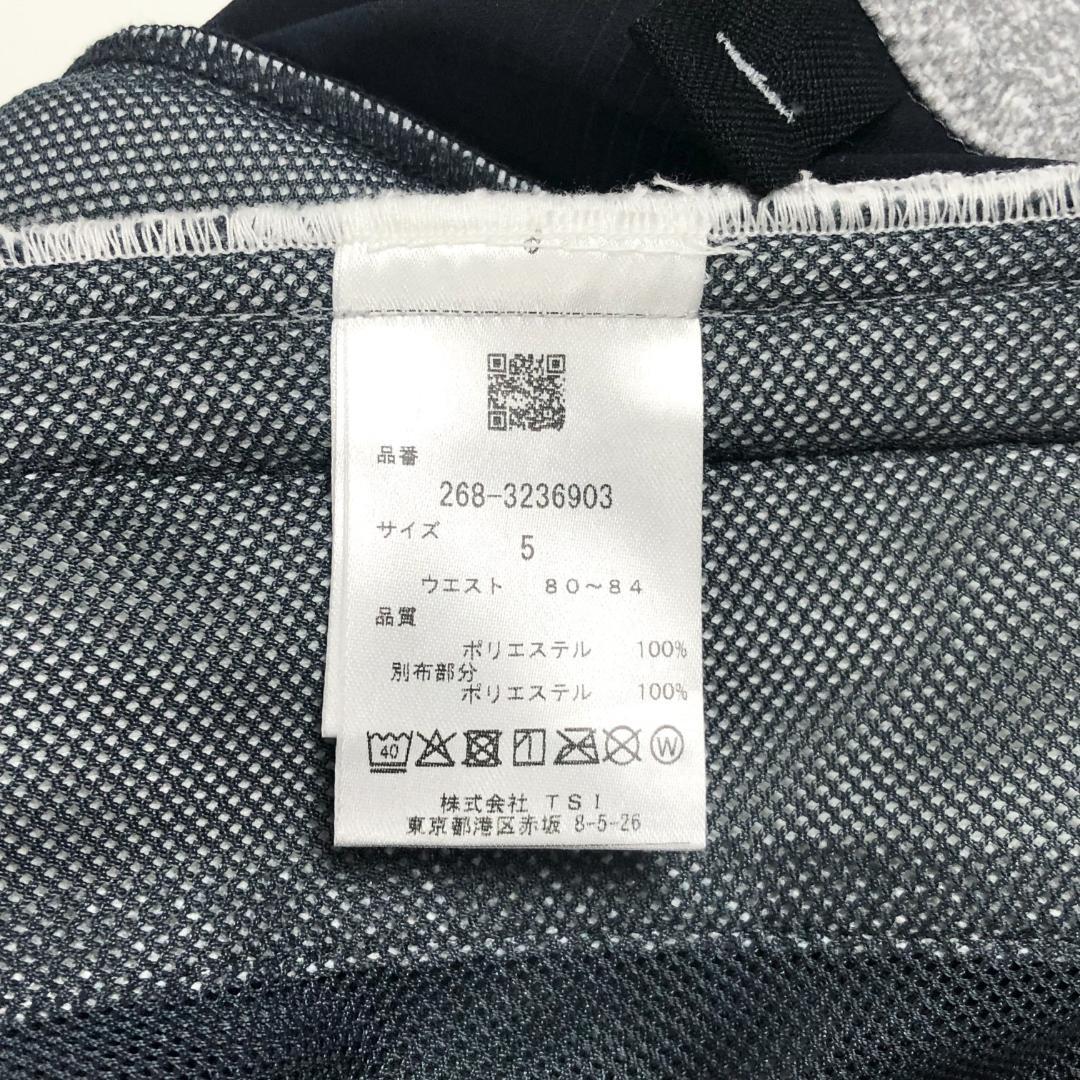 品番
268-3236903
サイズ
5
ウエスト 80~84
品質
ポリエステル 100%
別布部分
ポリエステル 100%
40
W
株式会社 TSI
東京都港区赤坂 8-5-26